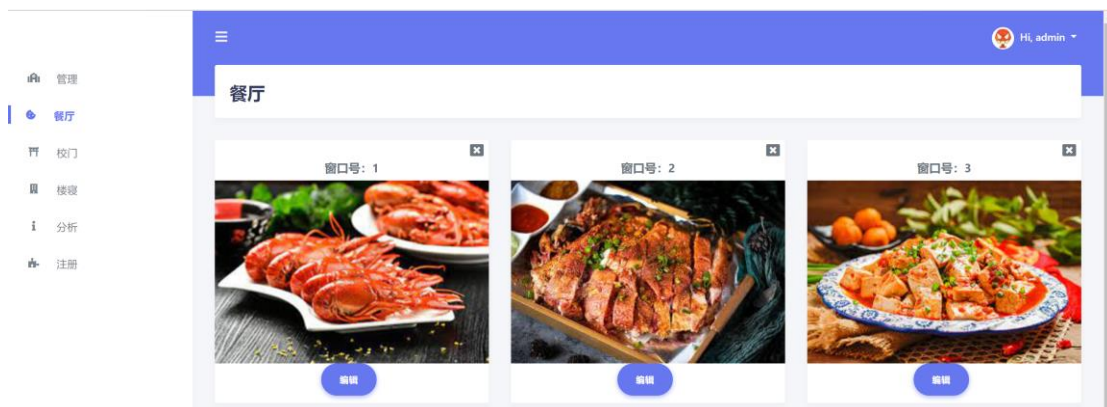 Hi, admin
管理
餐厅
校门
楼寝
分析
注册
餐厅
窗口号：1
窗口号：2
窗口号：3
编辑
编辑
编辑